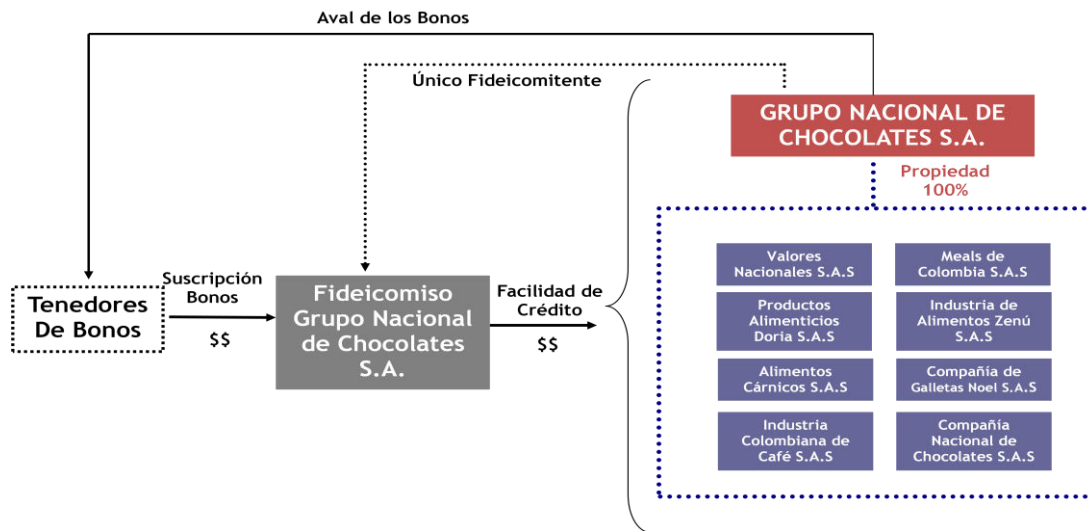 Aval de los Bonos
Único Fideicomitente
GRUPO NACIONAL DE
CHOCOLATES S.A.
Propiedad
100%
Tenedores
De Bonos
Suscripción
Bonos
$$
Fideicomiso
Grupo Nacional
de Chocolates
S.A.
Facilidad de
Crédito
$$
Valores
Nacionales S.A.S
Meals de
Colombia S.A.S
Productos
Alimenticios
Doria S.A.S
Industria de
Alimentos Zenú
S.A.S
Alimentos
Cárnicos S.A.S
Compañia de
Galletas Noel S.A.S
Industria
Colombiana de
Café S.A.S
Compañía
Nacional de
Chocolates S.A.S